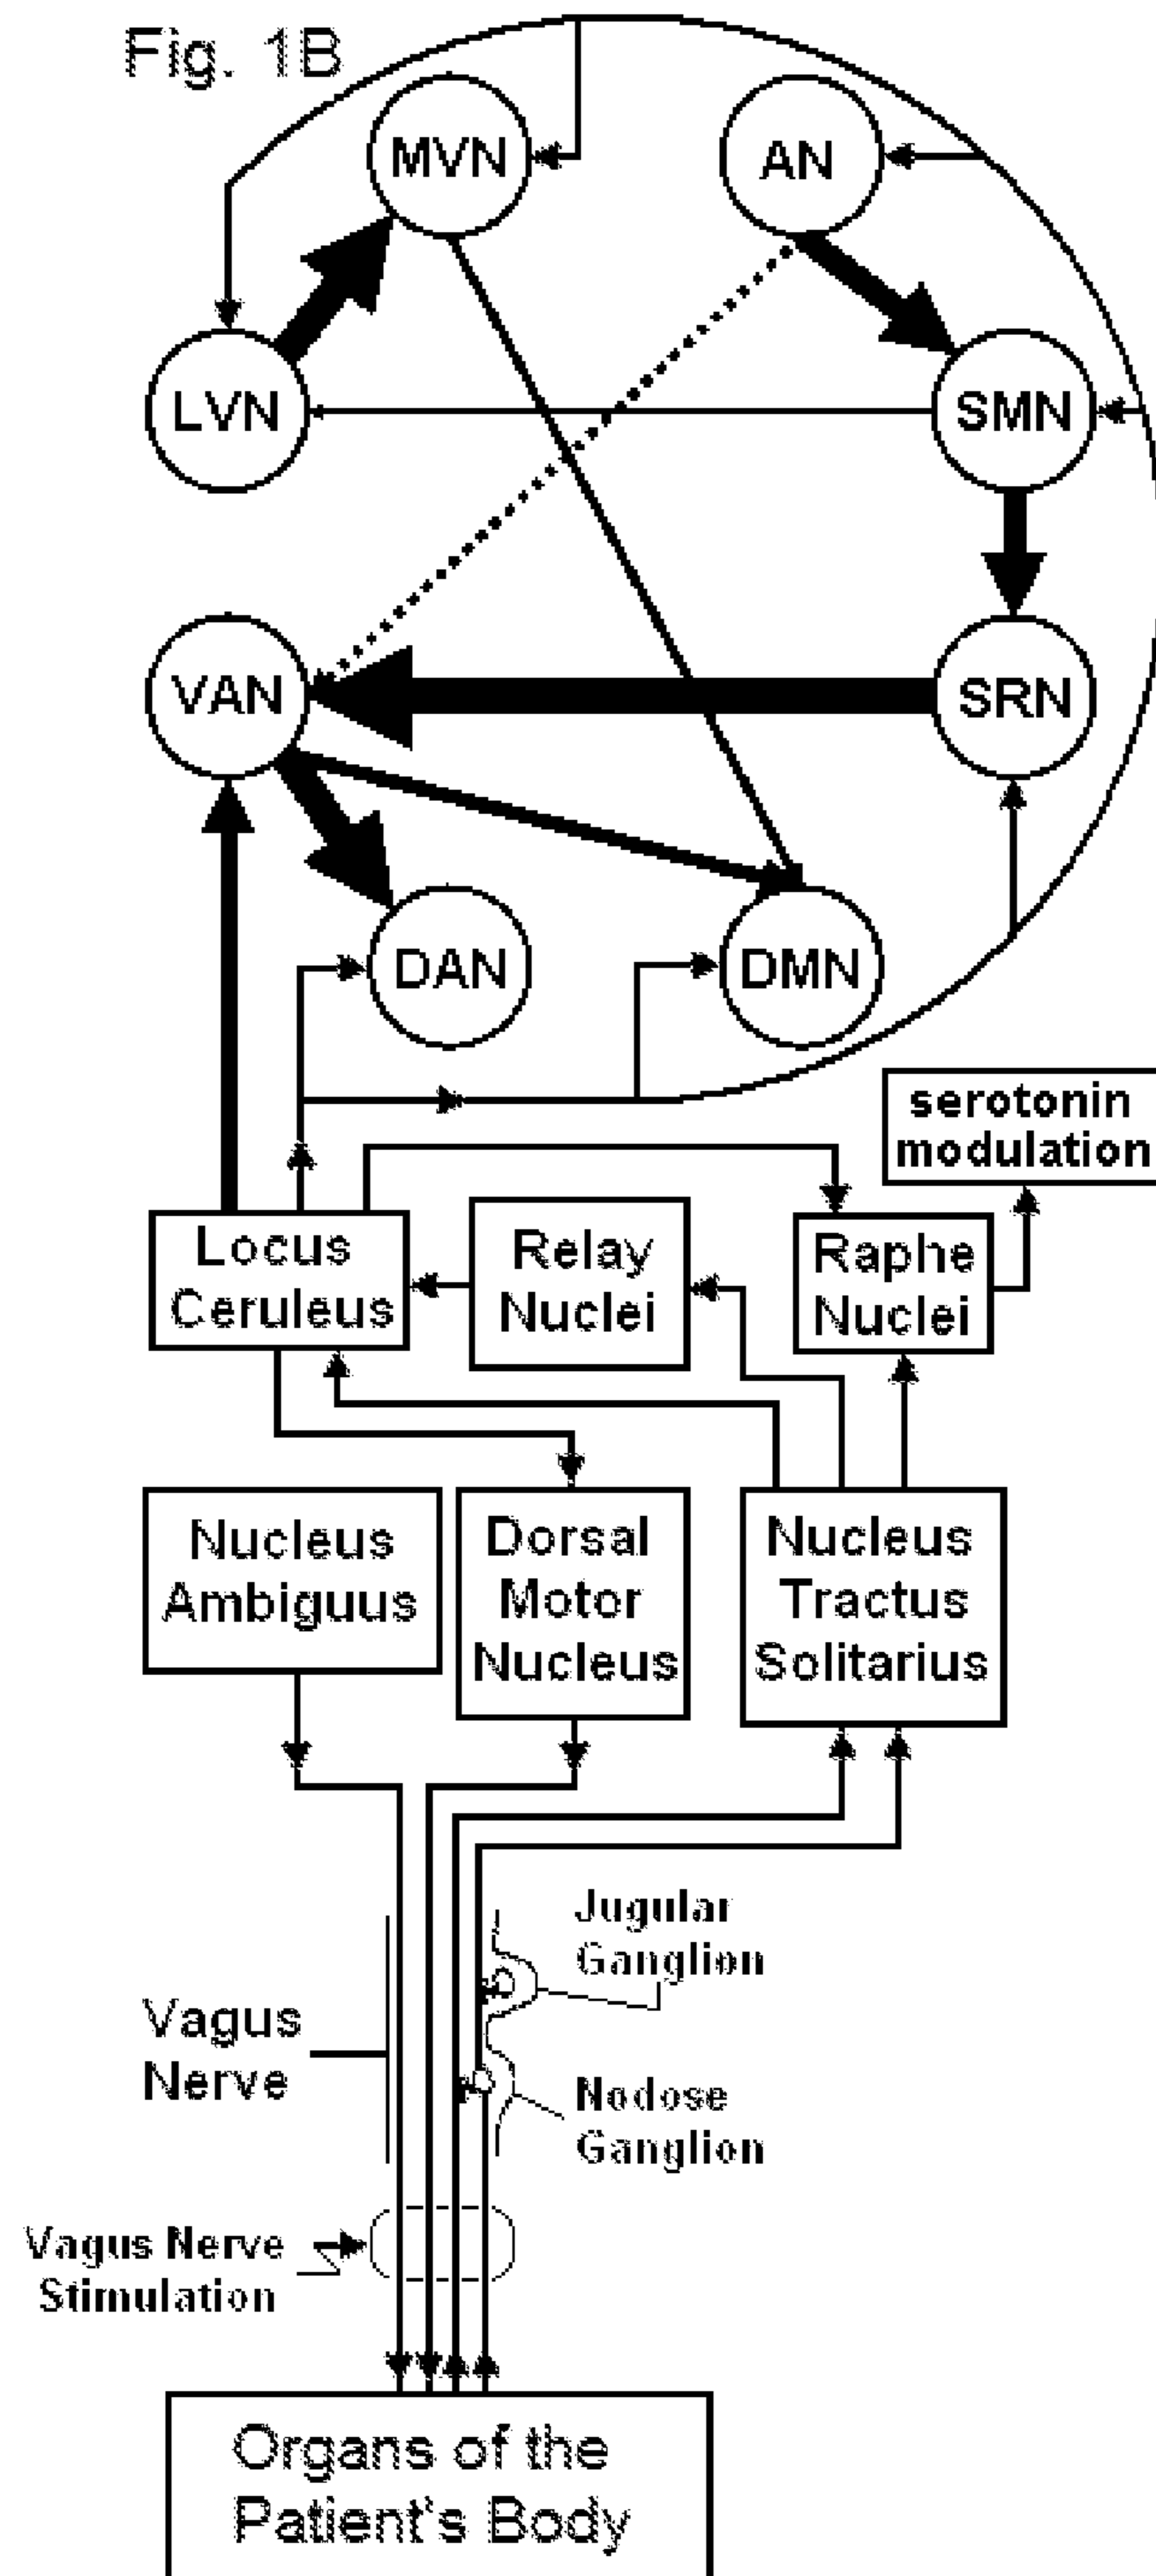 Fig. 1B
MVN
AN
LVN
SMN
VAN
SRN
DAN
DMN
serotonin
modulation
Locus
Ceruleus
Relay
Nuclei
Raphe
Nuclei
Nucleus
Ambiguus
Dorsal
Motor
Nucleus
Nucleus
Tractus
Solitarius
Jugular
Ganglion
Vagus
Nerve
Nodose
Ganglion
Vagus Nerve
Stimulation
Organs of the
Patient's Body